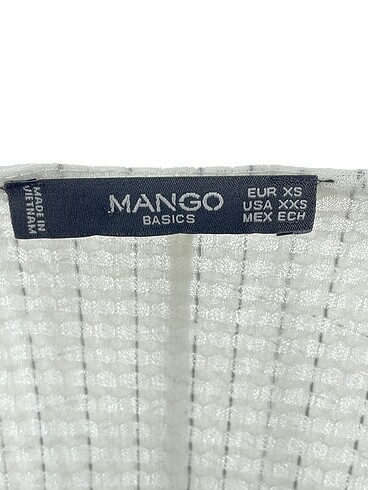 MADE IN
VIETNAM
MANGO
BASICS
EUR XS
USA XXS
MEX ECH